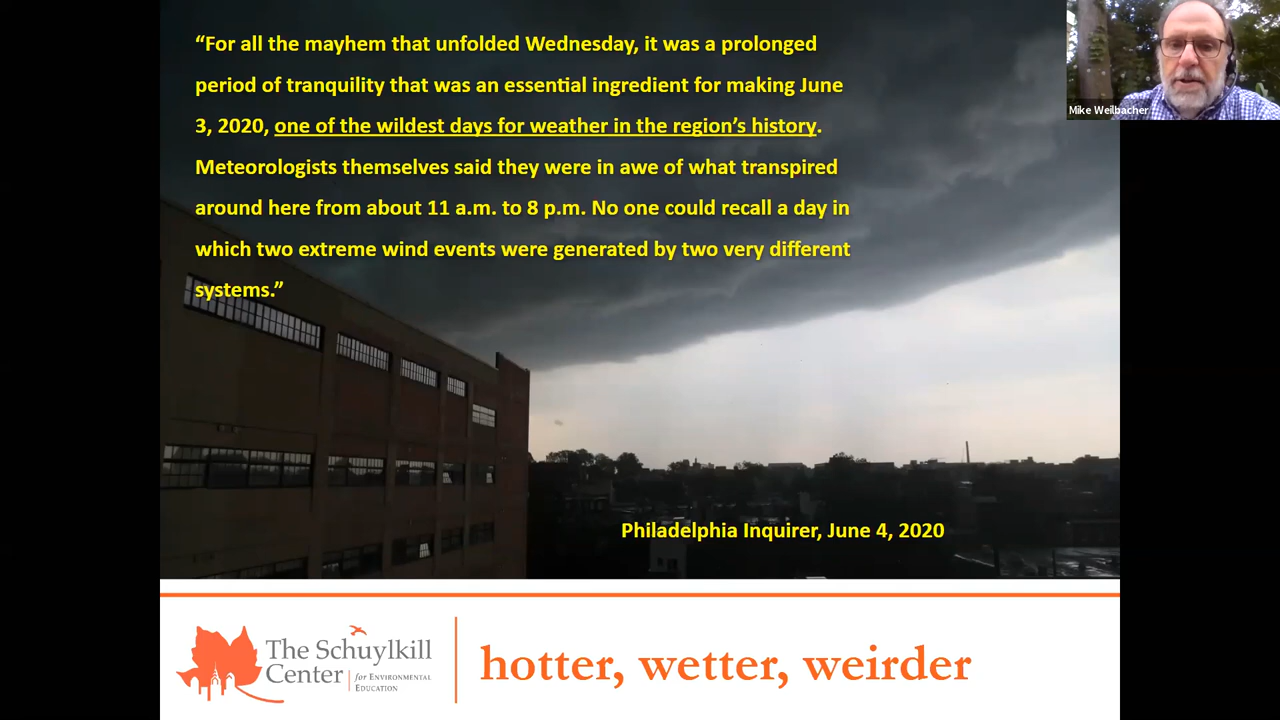 “For all the mayhem that unfolded Wednesday, it was a prolonged
period of tranquility that was an essential ingredient for making June
3, 2020, one of the wildest days for weather in the region’s history.
Meteorologists themselves said they were in awe of what transpired
around here from about 11 a.m. to 8 p.m. No one could recall a day in
which two extreme wind events were generated by two very different
systems.”
Mike Weilbacher
Philadelphia Inquirer, June 4, 2020
The Schuylkill
Center
for ENVIRONMENTAL
EDUCATION
hotter, wetter, weirder